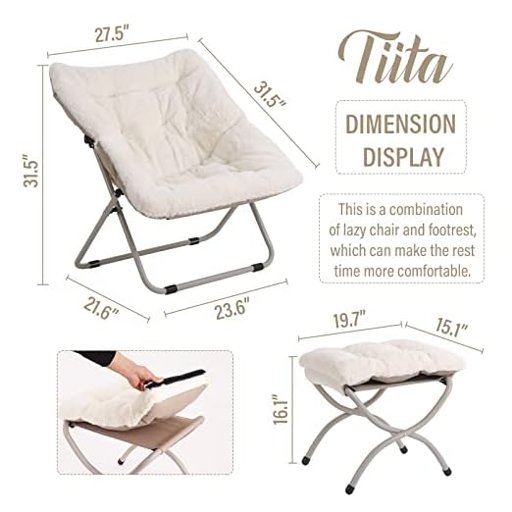 27.5"
Tiita
31.5"
31.5"
DIMENSION
DISPLAY
This is a combination
of lazy chair and footrest,
which can make the rest
time more comfortable.
21.6"
23.6"
19.7"
15.1"
16.1"